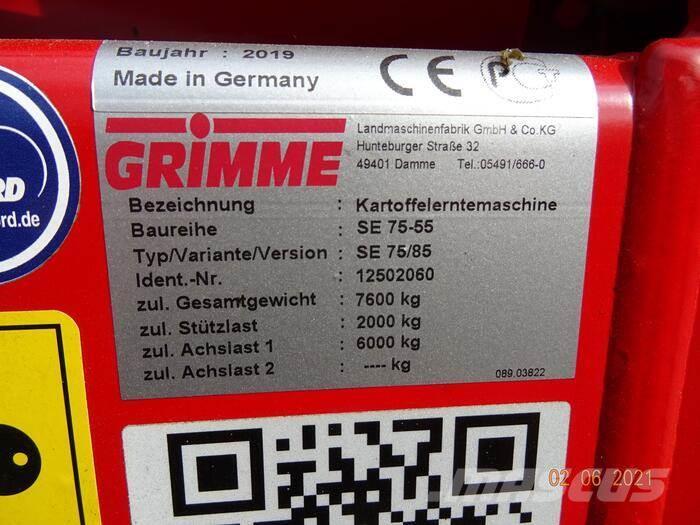 Baujahr : 2019
Made in Germany
CE
GRIMME
Landmaschinenfabrik GmbH & Co.KG
Hunteburger Straße 32
49401 Damme Tel.:05491/666-0
Bezeichnung : Kartoffelerntemaschine
Baureihe : SE 75-55
Typ/Variante/Version : SE 75/85
Ident.-Nr. : 12502060
zul. Gesamtgewicht : 7600 kg
zul. Stützlast : 2000 kg
zul. Achslast 1 : 6000 kg
zul. Achslast 2 : ---- kg
089.03822
RD
rd.de
02 06 2021
MASCUS